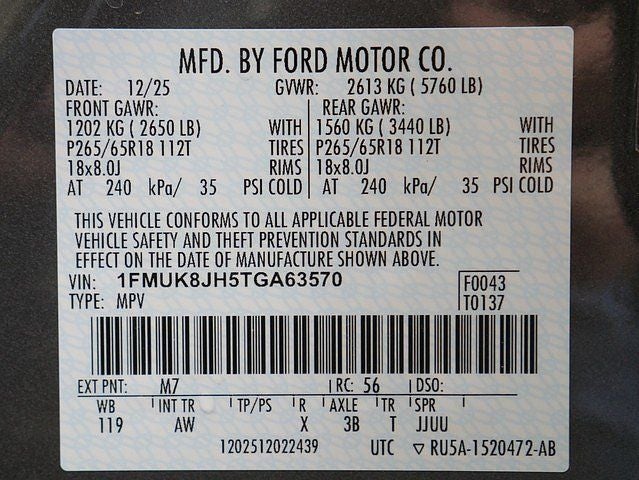 MFD. BY FORD MOTOR CO.
DATE: 12/25 GVWR: 2613 KG ( 5760 LB)
FRONT GAWR: REAR GAWR:
1202 KG ( 2650 LB) WITH 1560 KG ( 3440 LB) WITH
P265/65R18 112T TIRES P265/65R18 112T TIRES
18x8.0J RIMS 18x8.0J RIMS
AT 240 kPa/ 35 PSI COLD AT 240 kPa/ 35 PSI COLD
THIS VEHICLE CONFORMS TO ALL APPLICABLE FEDERAL MOTOR
VEHICLE SAFETY AND THEFT PREVENTION STANDARDS IN
EFFECT ON THE DATE OF MANUFACTURE SHOWN ABOVE.
VIN: 1FMUK8JH5TGA63570 F0043
TYPE: MPV T0137
EXT PNT: M7 RC: 56 DSO:
WB INT TR TP/PS R AXLE TR SPR
119 AW X 3B T JJUU
1202512022439 UTC ▽ RU5A-1520472-AB